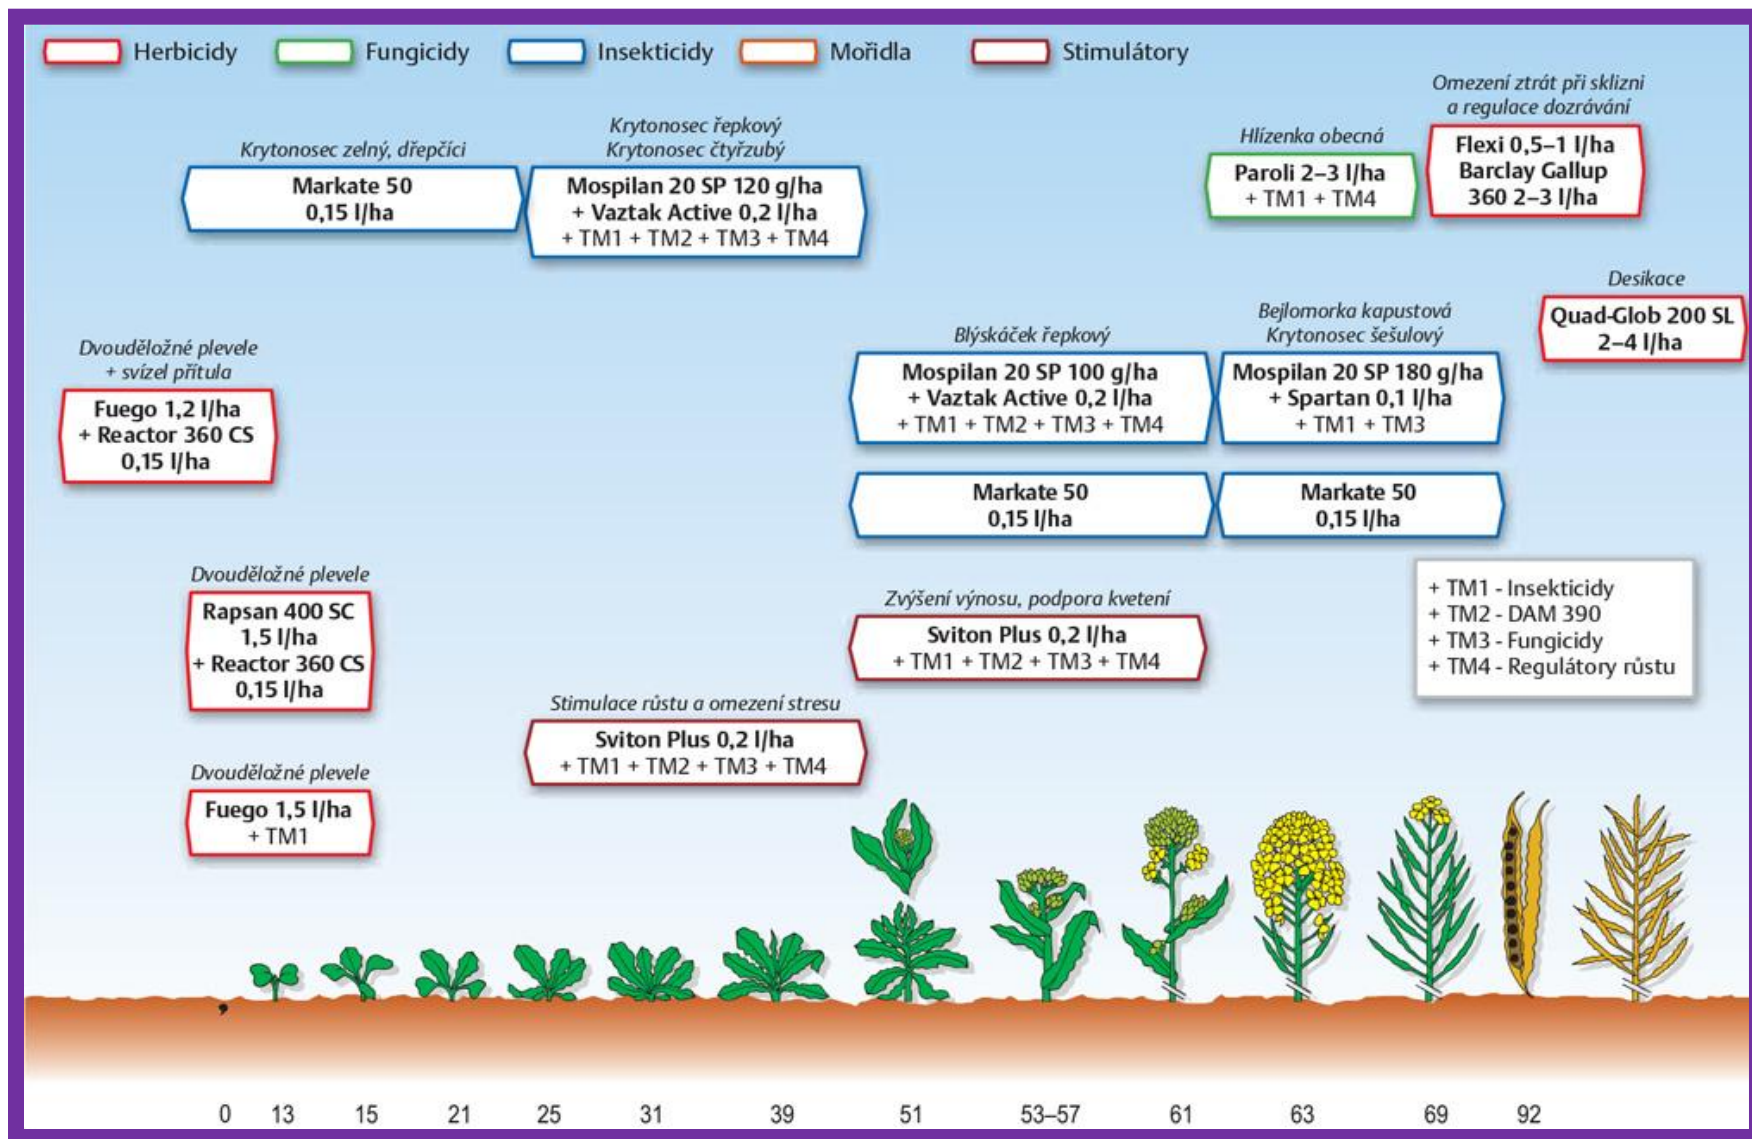 Herbicidy
Fungicidy
Insekticidy
Mořidla
Stimulátory
Omezení ztrát při sklizni
a regulace dozrávání
Flexi 0,5–1 l/ha
Barclay Gallup
360 2–3 l/ha
Hlízenka obecná
Paroli 2–3 l/ha
+ TM1 + TM4
Krytonosec zelný, dřepčíci
Markate 50
0,15 l/ha
Krytonosec řepkový
Krytonosec čtyřzubý
Mospilan 20 SP 120 g/ha
+ Vaztak Active 0,2 l/ha
+ TM1 + TM2 + TM3 + TM4
Desikace
Quad-Glob 200 SL
2–4 l/ha
Dvouděložné plevele
+ svízel přítula
Fuego 1,2 l/ha
+ Reactor 360 CS
0,15 l/ha
Blýskáček řepkový
Mospilan 20 SP 100 g/ha
+ Vaztak Active 0,2 l/ha
+ TM1 + TM2 + TM3 + TM4
Bejlomorka kapustová
Krytonosec šešulový
Mospilan 20 SP 180 g/ha
+ Spartan 0,1 l/ha
+ TM1 + TM3
Markate 50
0,15 l/ha
Markate 50
0,15 l/ha
Dvouděložné plevele
Rapsan 400 SC
1,5 l/ha
+ Reactor 360 CS
0,15 l/ha
Zvýšení výnosu, podpora kvetení
Sviton Plus 0,2 l/ha
+ TM1 + TM2 + TM3 + TM4
+ TM1 - Insekticidy
+ TM2 - DAM 390
+ TM3 - Fungicidy
+ TM4 - Regulátory růstu
Stimulace růstu a omezení stresu
Sviton Plus 0,2 l/ha
+ TM1 + TM2 + TM3 + TM4
Dvouděložné plevele
Fuego 1,5 l/ha
+ TM1
0 13 15 21 25 31 39 51 53–57 61 63 69 92